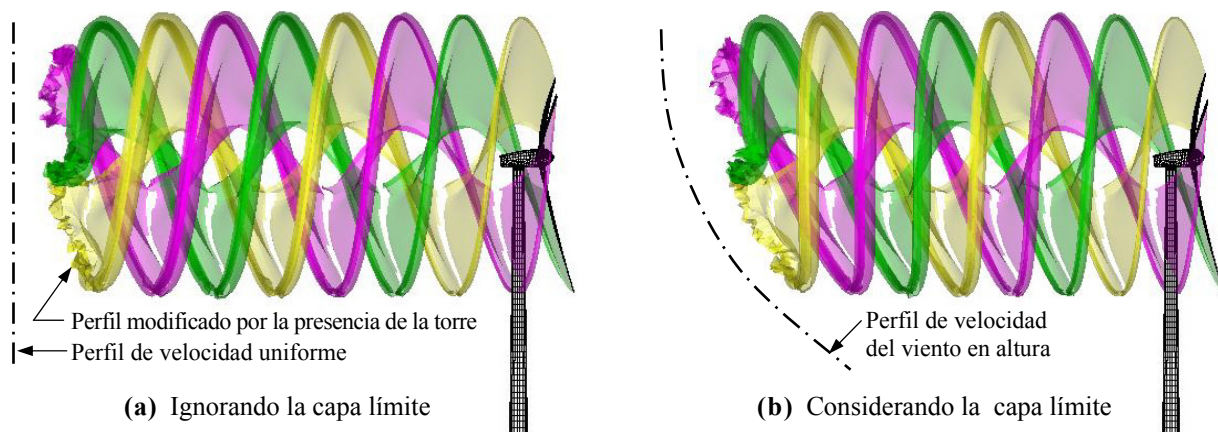 Perfil modificado por la presencia de la torre
Perfil de velocidad uniforme
(a) Ignorando la capa límite
Perfil de velocidad
del viento en altura
(b) Considerando la capa límite